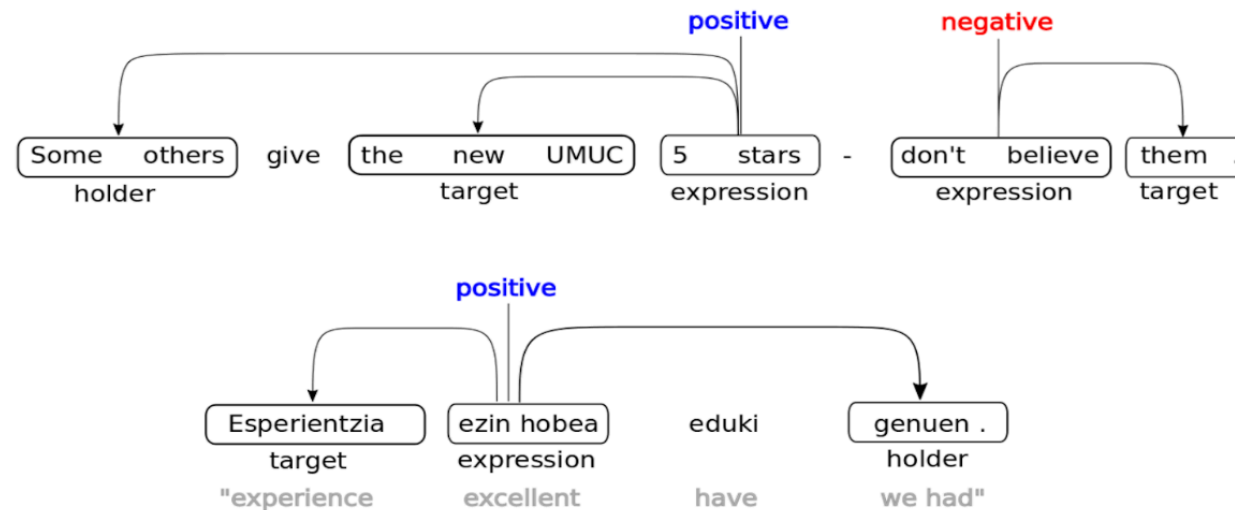 positive negative
Some others give the new UMUC 5 stars - don't believe them .
holder target expression expression target
positive
Esperientzia ezin hobea eduki genuen .
target expression holder
"experience excellent have we had"